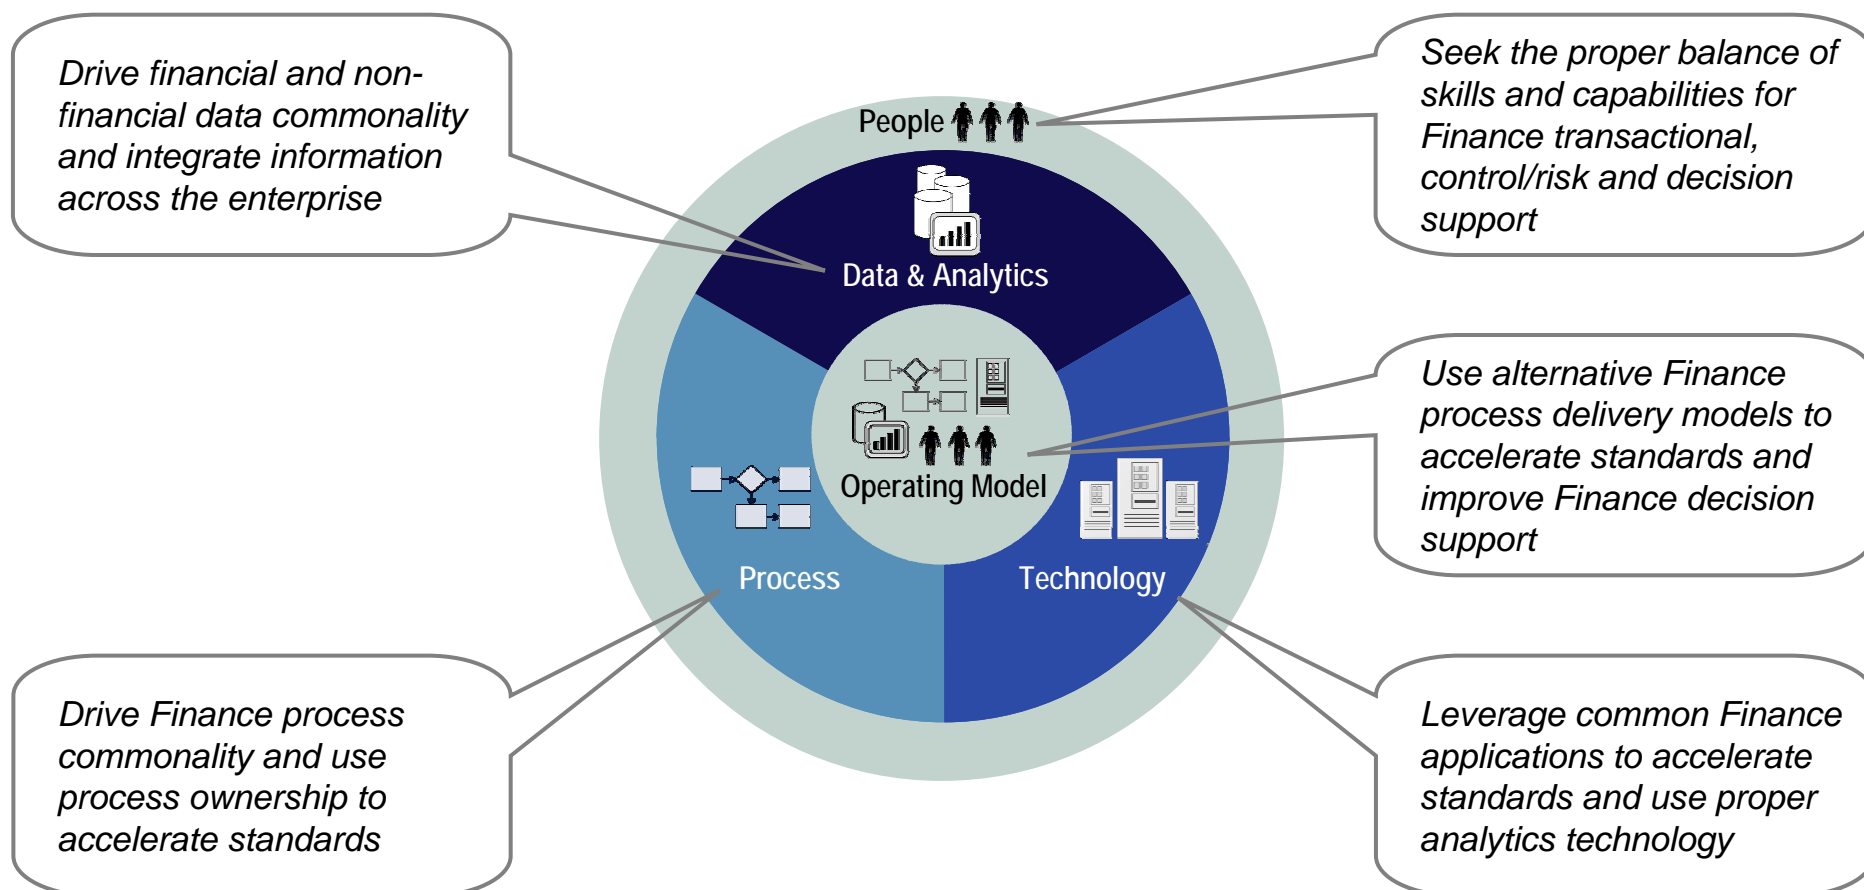 Drive financial and non-
financial data commonality
and integrate information
across the enterprise
Seek the proper balance of
skills and capabilities for
Finance transactional,
control/risk and decision
support
People
Data & Analytics
Use alternative Finance
process delivery models to
accelerate standards and
improve Finance decision
support
Operating Model
Process
Technology
Drive Finance process
commonality and use
process ownership to
accelerate standards
Leverage common Finance
applications to accelerate
standards and use proper
analytics technology